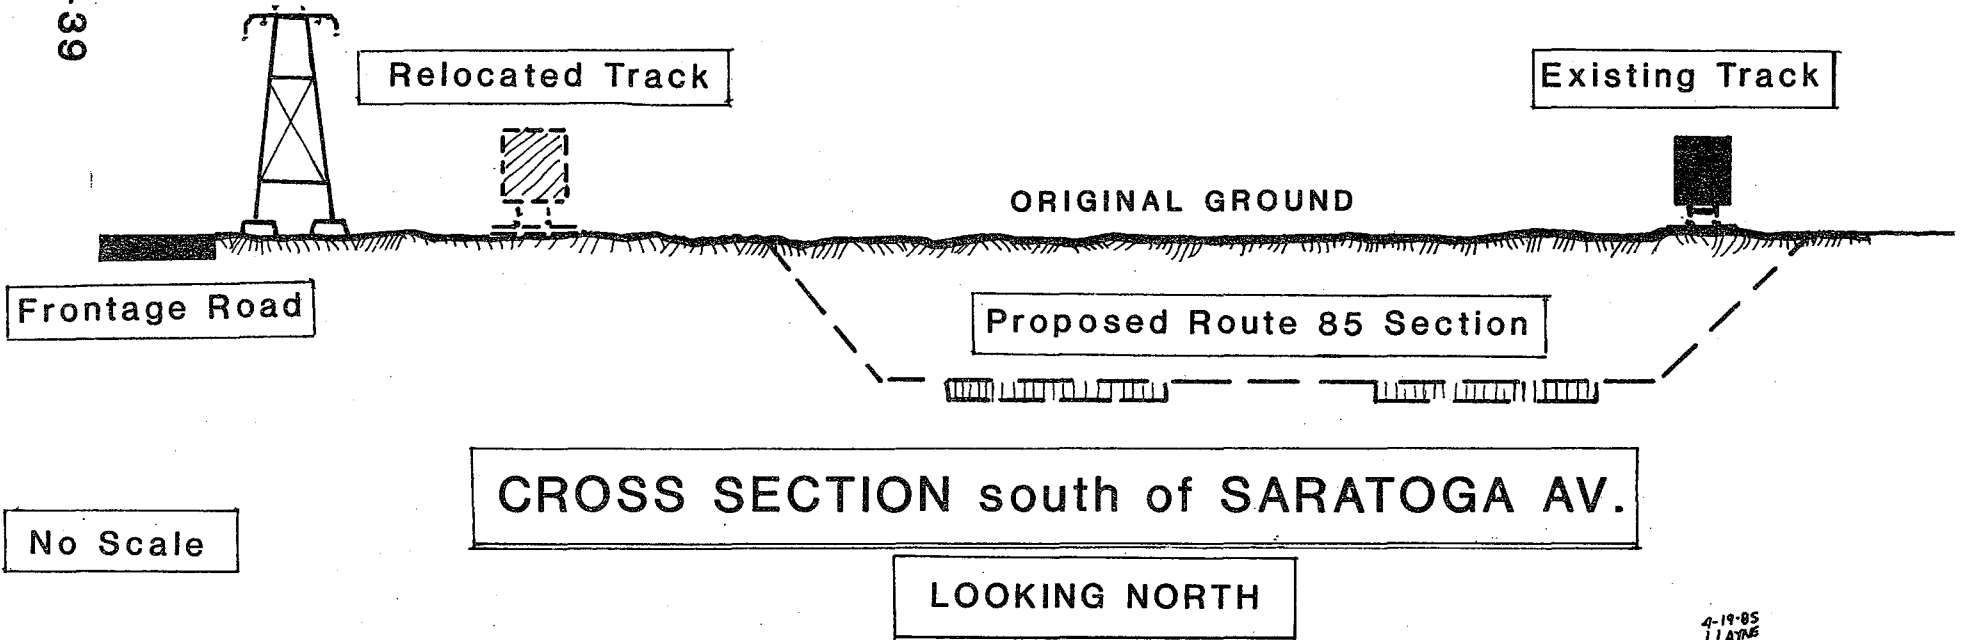 -39
Relocated Track
Existing Track
ORIGINAL GROUND
Frontage Road
Proposed Route 85 Section
CROSS SECTION south of SARATOGA AV.
No Scale
LOOKING NORTH
4-19-85